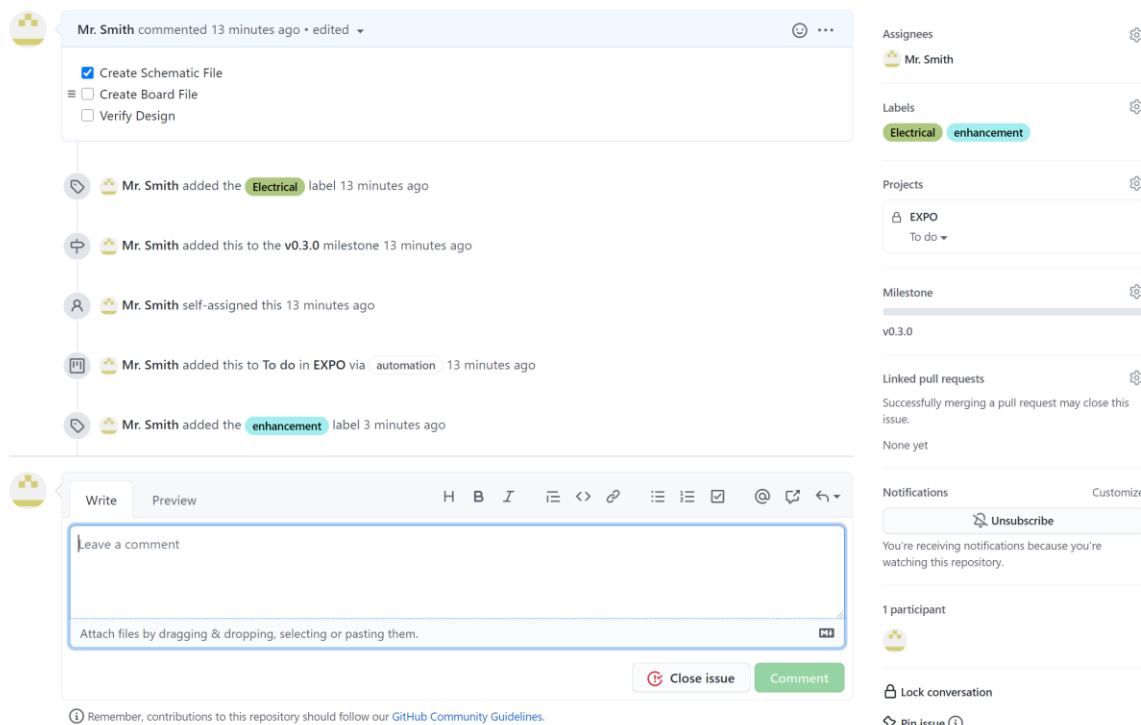 Mr. Smith commented 13 minutes ago • edited
Create Schematic File
Create Board File
Verify Design
Mr. Smith added the Electrical label 13 minutes ago
Mr. Smith added this to the v0.3.0 milestone 13 minutes ago
Mr. Smith self-assigned this 13 minutes ago
Mr. Smith added this to To do in EXPO via automation 13 minutes ago
Mr. Smith added the enhancement label 3 minutes ago
Write Preview
H B I
Leave a comment
Attach files by dragging & dropping, selecting or pasting them.
Close issue Comment
Remember, contributions to this repository should follow our GitHub Community Guidelines.
Assignees
Mr. Smith
Labels
Electrical enhancement
Projects
EXPO
To do
Milestone
v0.3.0
Linked pull requests
Successfully merging a pull request may close this
issue.
None yet
Notifications Customize
Unsubscribe
You're receiving notifications because you're
watching this repository.
1 participant
Lock conversation
Pin issue